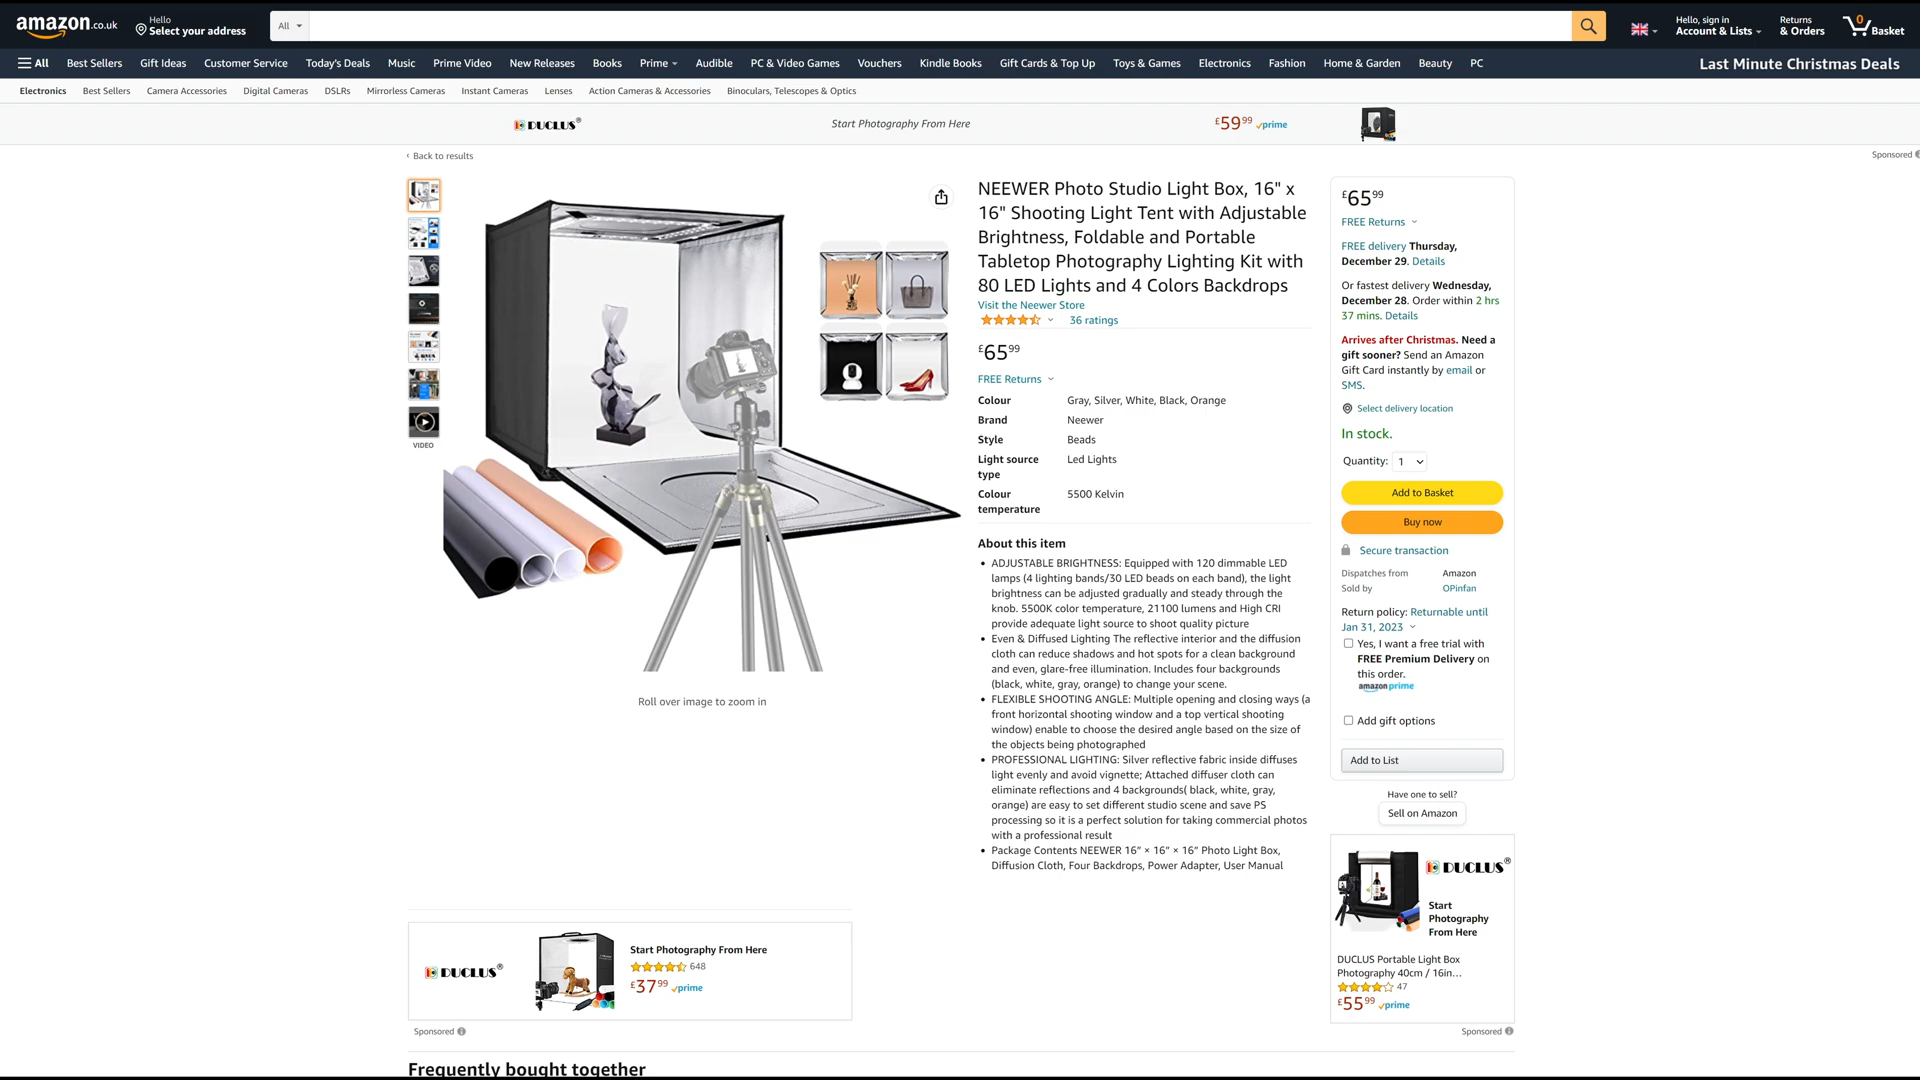 amazon.co.uk
Hello
Select your address
All
Hello, sign in
Account & Lists
Returns
& Orders
0
Basket
All
Best Sellers
Gift Ideas
Customer Service
Today's Deals
Music
Prime Video
New Releases
Books
Prime
Audible
PC & Video Games
Vouchers
Kindle Books
Gift Cards & Top Up
Toys & Games
Electronics
Fashion
Home & Garden
Beauty
PC
Last Minute Christmas Deals
Electronics
Best Sellers
Camera Accessories
Digital Cameras
DSLRs
Mirrorless Cameras
Instant Cameras
Lenses
Action Cameras & Accessories
Binoculars, Telescopes & Optics
DUCLUS®
Start Photography From Here
£59.99 prime
‹ Back to results
Sponsored
VIDEO
Roll over image to zoom in
NEEWER Photo Studio Light Box, 16" x
16" Shooting Light Tent with Adjustable
Brightness, Foldable and Portable
Tabletop Photography Lighting Kit with
80 LED Lights and 4 Colors Backdrops
Visit the Neewer Store
36 ratings
£65.99
FREE Returns
Colour Gray, Silver, White, Black, Orange
Brand Neewer
Style Beads
Light source Led Lights
type
Colour 5500 Kelvin
temperature
About this item
• ADJUSTABLE BRIGHTNESS: Equipped with 120 dimmable LED
lamps (4 lighting bands/30 LED beads on each band), the light
brightness can be adjusted gradually and steady through the
knob. 5500K color temperature, 21100 lumens and High CRI
provide adequate light source to shoot quality picture
• Even & Diffused Lighting The reflective interior and the diffusion
cloth can reduce shadows and hot spots for a clean background
and even, glare-free illumination. Includes four backgrounds
(black, white, gray, orange) to change your scene.
• FLEXIBLE SHOOTING ANGLE: Multiple opening and closing ways (a
front horizontal shooting window and a top vertical shooting
window) enable to choose the desired angle based on the size of
the objects being photographed
• PROFESSIONAL LIGHTING: Silver reflective fabric inside diffuses
light evenly and avoid vignette; Attached diffuser cloth can
eliminate reflections and 4 backgrounds( black, white, gray,
orange) are easy to set different studio scene and save PS
processing so it is a perfect solution for taking commercial photos
with a professional result
• Package Contents NEEWER 16” × 16” × 16” Photo Light Box,
Diffusion Cloth, Four Backdrops, Power Adapter, User Manual
£65.99
FREE Returns
FREE delivery Thursday,
December 29. Details
Or fastest delivery Wednesday,
December 28. Order within 2 hrs
37 mins. Details
Arrives after Christmas. Need a
gift sooner? Send an Amazon
Gift Card instantly by email or
SMS.
Select delivery location
In stock.
Quantity: 1
Add to Basket
Buy now
Secure transaction
Dispatches from Amazon
Sold by OPinfan
Return policy: Returnable until
Jan 31, 2023
Yes, I want a free trial with
FREE Premium Delivery on
this order.
amazon prime
Add gift options
Add to List
Have one to sell?
Sell on Amazon
DUCLUS®
Start
Photography
From Here
DUCLUS Portable Light Box
Photography 40cm / 16in…
47
£55.99 prime
Sponsored
DUCLUS®
Start Photography From Here
648
£37.99 prime
Sponsored
Frequently bought together